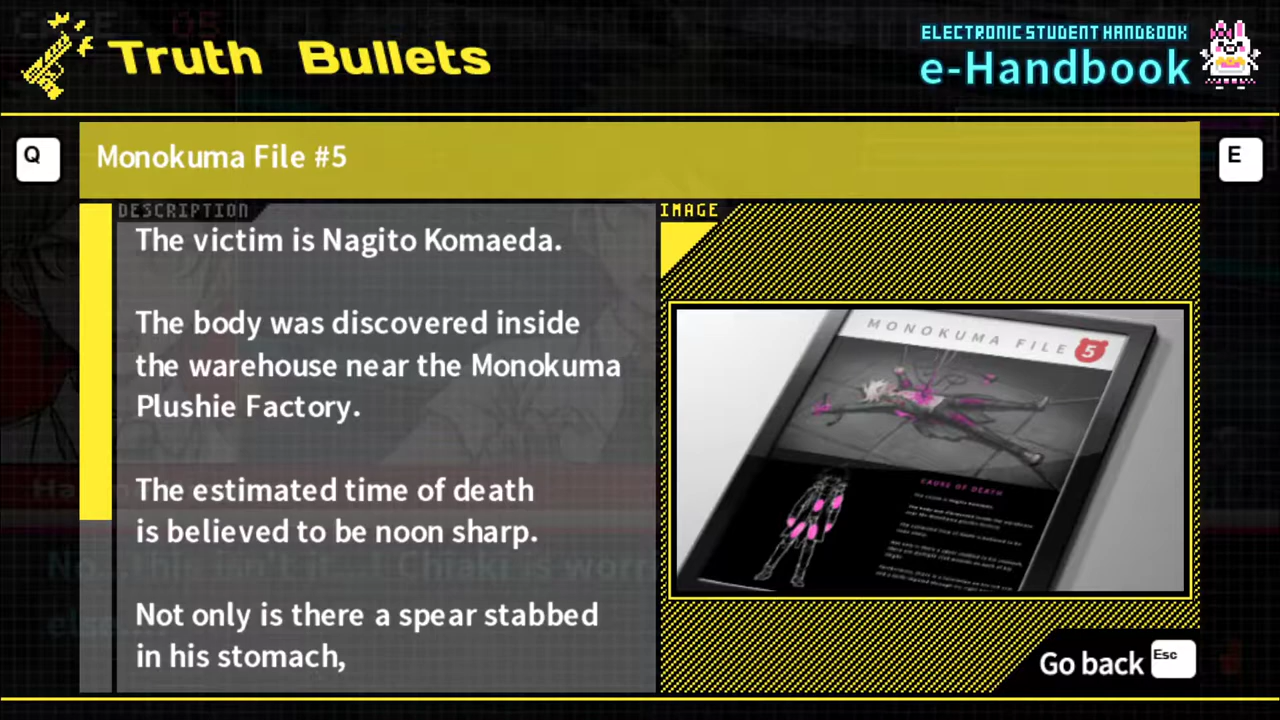 Truth Bullets
ELECTRONIC STUDENT HANDBOOK
e-Handbook
Q
Monokuma File #5
E
DESCRIPTION
IMAGE
The victim is Nagito Komaeda.
The body was discovered inside
the warehouse near the Monokuma
Plushie Factory.
The estimated time of death
is believed to be noon sharp.
Not only is there a spear stabbed
in his stomach,
MONOKUMA FILE
5
CAUSE OF DEATH
Go back
Esc